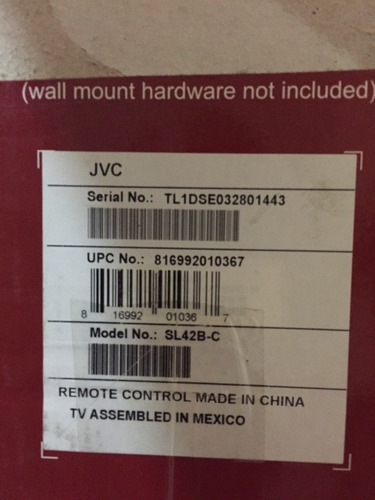 (wall mount hardware not included)
JVC
Serial No.: TL1DSE032801443
UPC No.: 816992010367
8 16992 01036 7
Model No.: SL42B-C
REMOTE CONTROL MADE IN CHINA
TV ASSEMBLED IN MEXICO